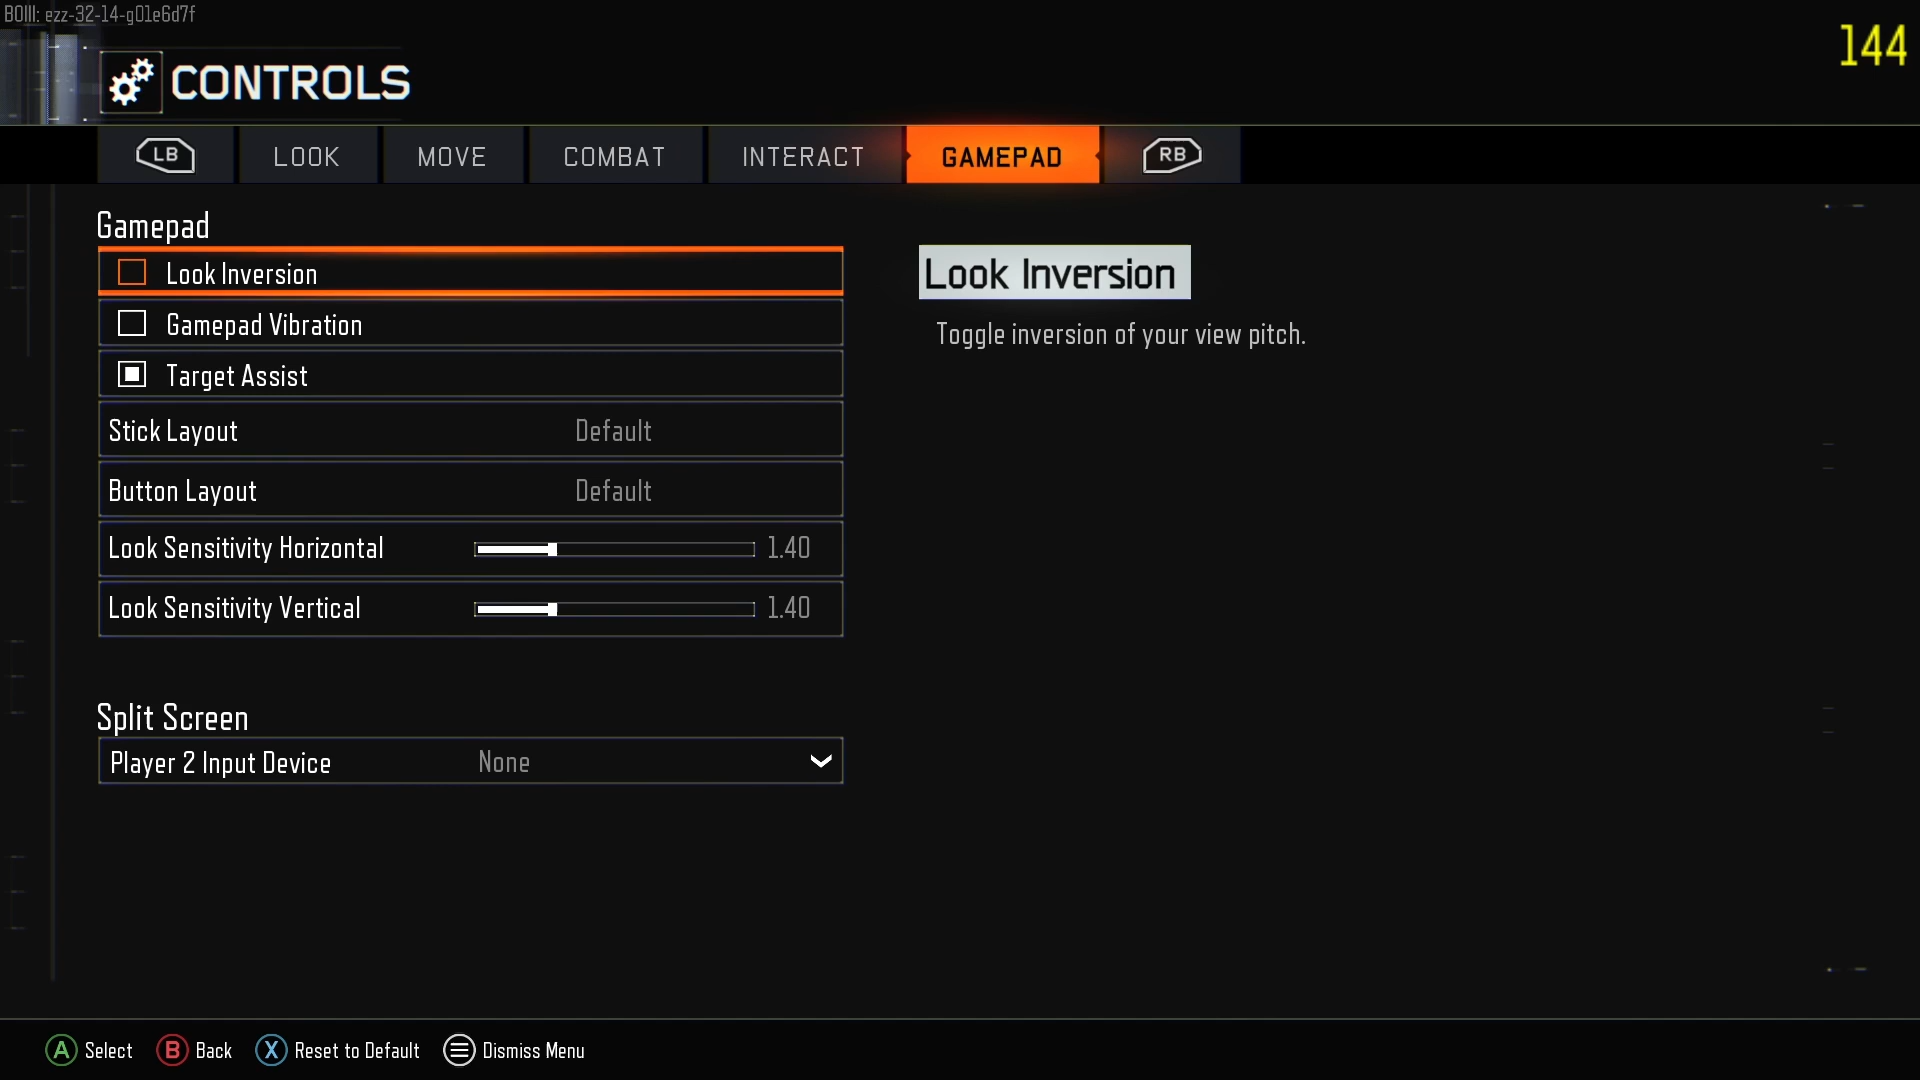 BOIII: ezz-32-14-g01e6d7f
144
CONTROLS
LB LOOK MOVE COMBAT INTERACT GAMEPAD RB
Gamepad
Look Inversion
Gamepad Vibration
Target Assist
Stick Layout Default
Button Layout Default
Look Sensitivity Horizontal 1.40
Look Sensitivity Vertical 1.40
Split Screen
Player 2 Input Device None
Look Inversion
Toggle inversion of your view pitch.
A Select B Back X Reset to Default Dismiss Menu